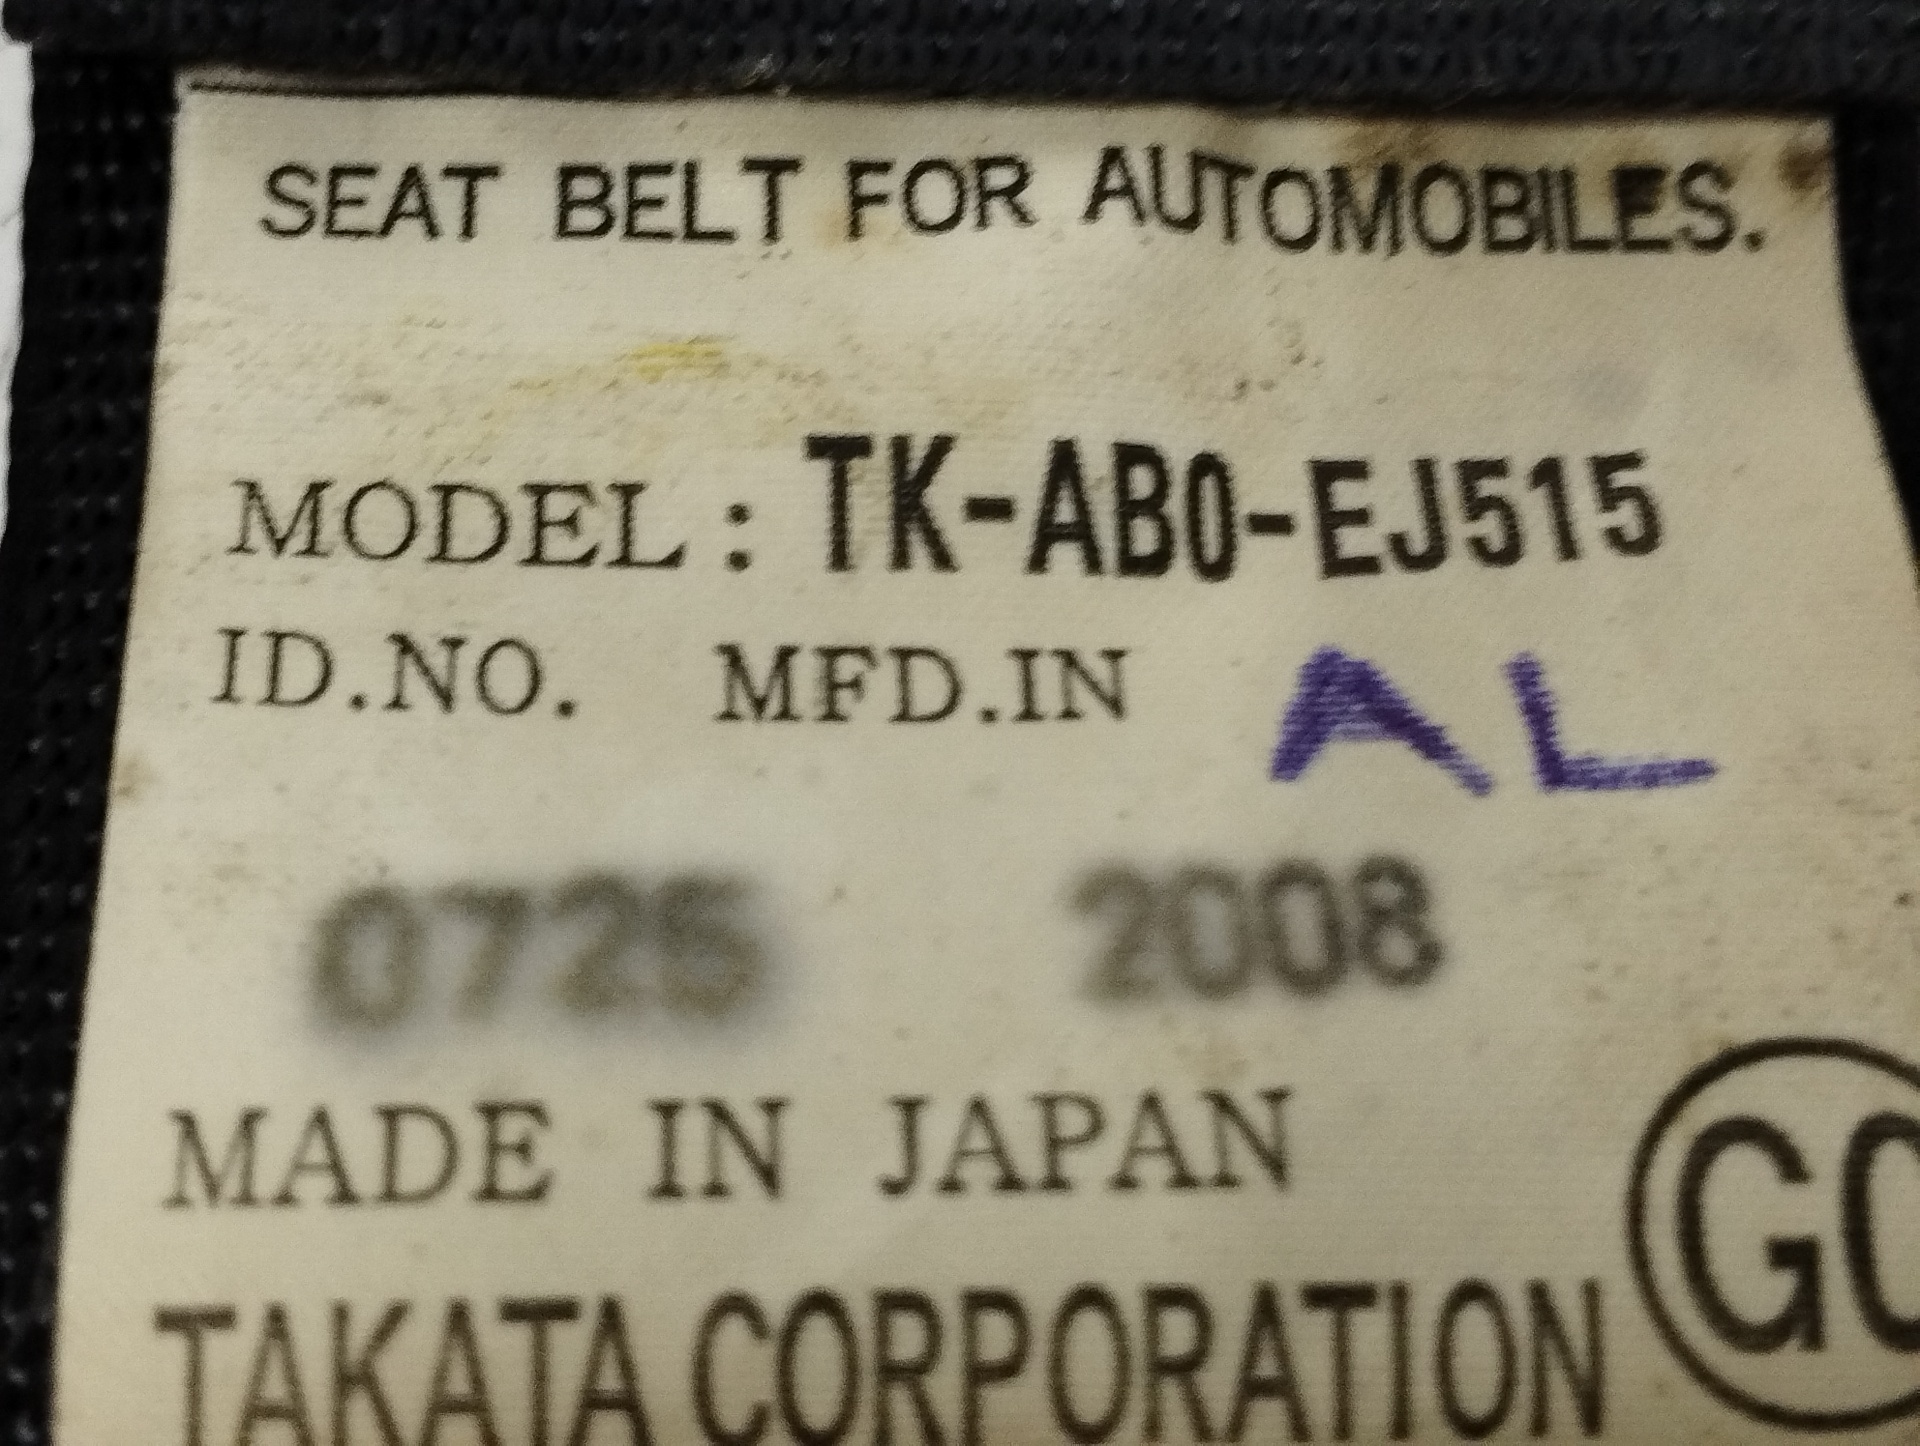 SEAT BELT FOR AUTOMOBILES.
MODEL : TK-AB0-EJ515
ID.NO. MFD.IN AL
0725 2008
MADE IN JAPAN
TAKATA CORPORATION